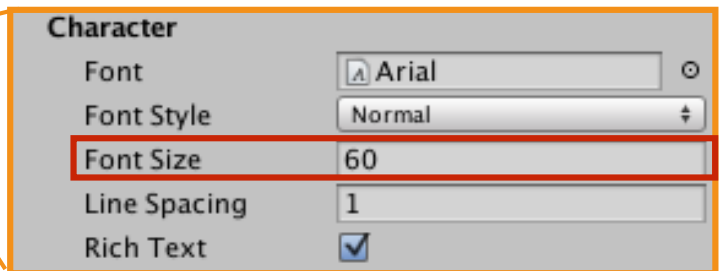 Character
Font Arial
Font Style Normal
Font Size 60
Line Spacing 1
Rich Text